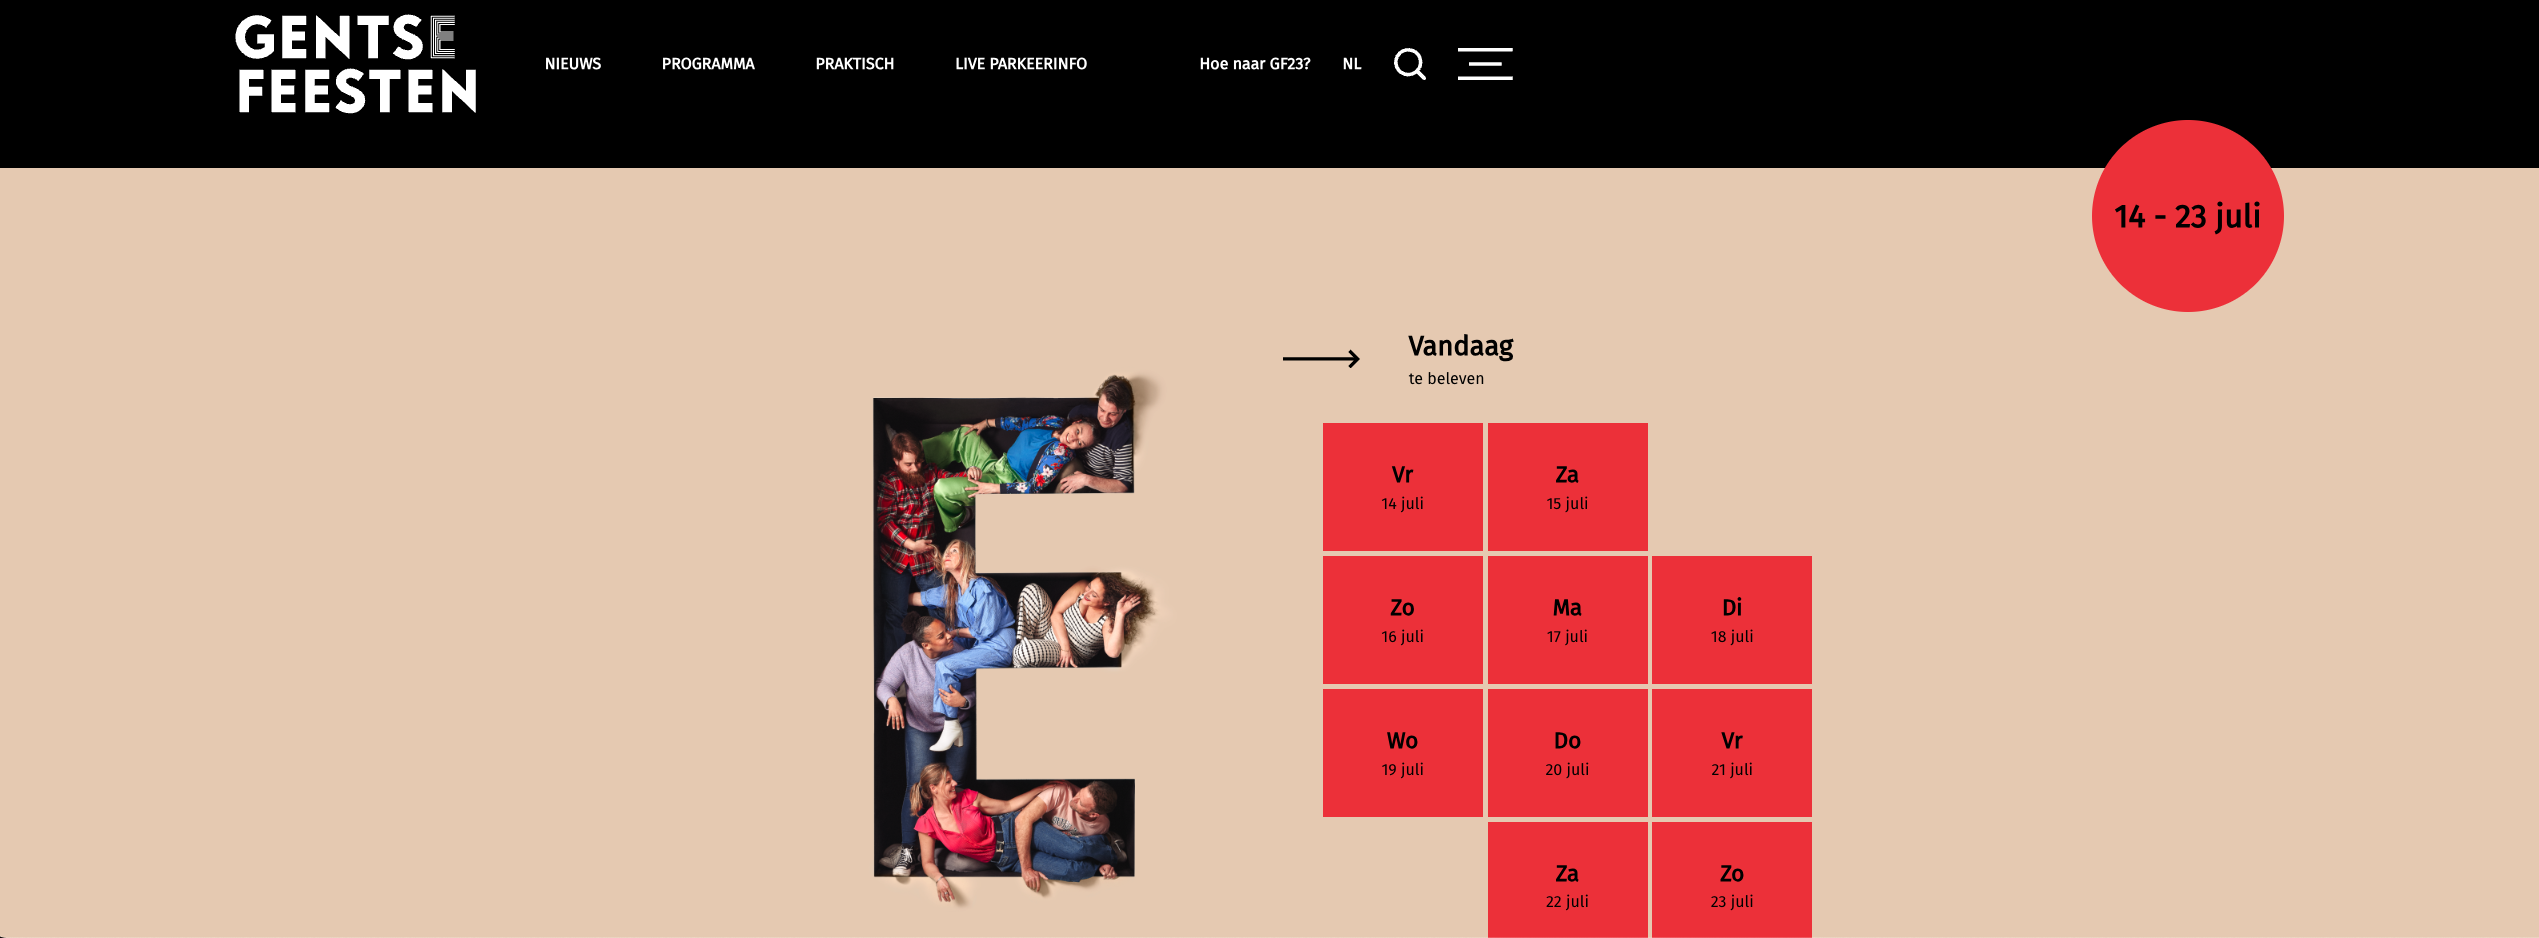 GENTSE
FEESTEN
NIEUWS
PROGRAMMA
PRAKTISCH
LIVE PARKEERINFO
Hoe naar GF23?
NL
14 - 23 juli
Vandaag
te beleven
Vr
14 juli
Za
15 juli
Zo
16 juli
Ma
17 juli
Di
18 juli
Wo
19 juli
Do
20 juli
Vr
21 juli
Za
22 juli
Zo
23 juli